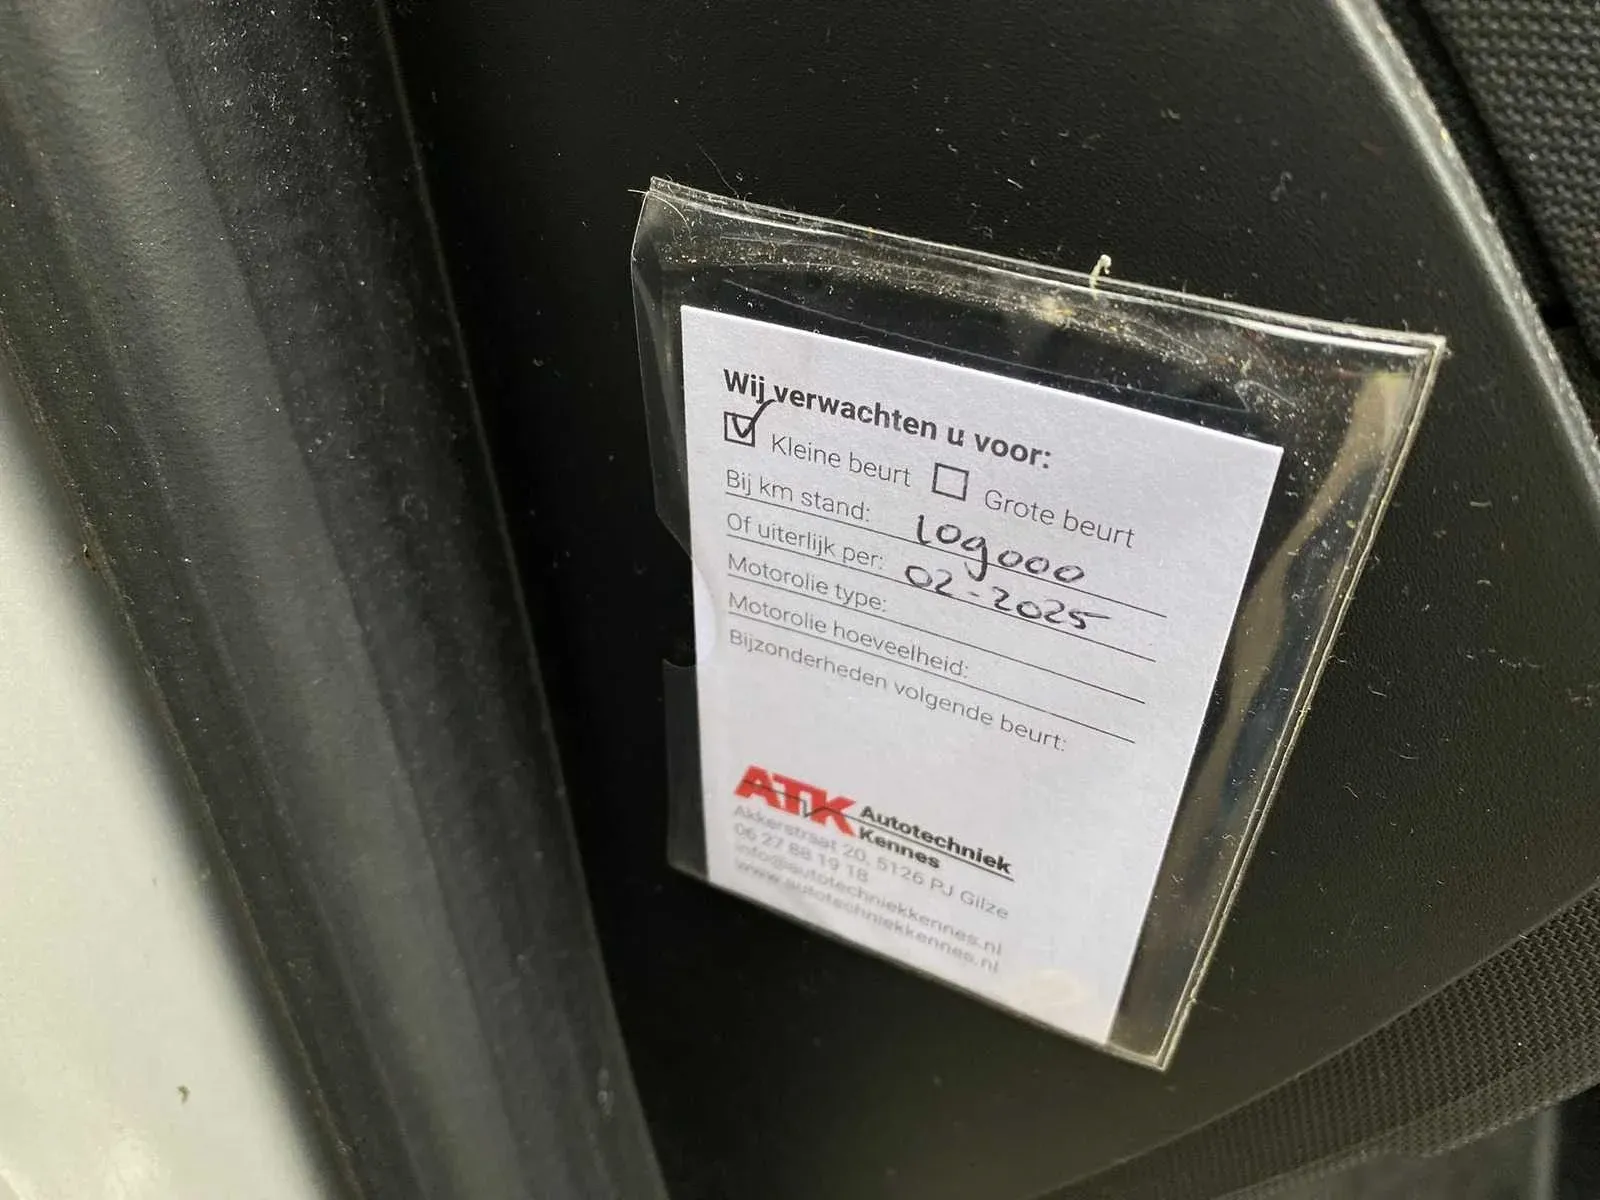 Wij verwachten u voor:
Kleine beurt Grote beurt
Bij km stand: 109000
Of uiterlijk per: 02-2025
Motorolie type:
Motorolie hoeveelheid:
Bijzonderheden volgende beurt:
ATK Autotechniek
Kennes
Akkerstraat 20, 5126 PJ Gilze
06 27 88 19 18
info@autotechniekkennes.nl
www.autotechniekkennes.nl